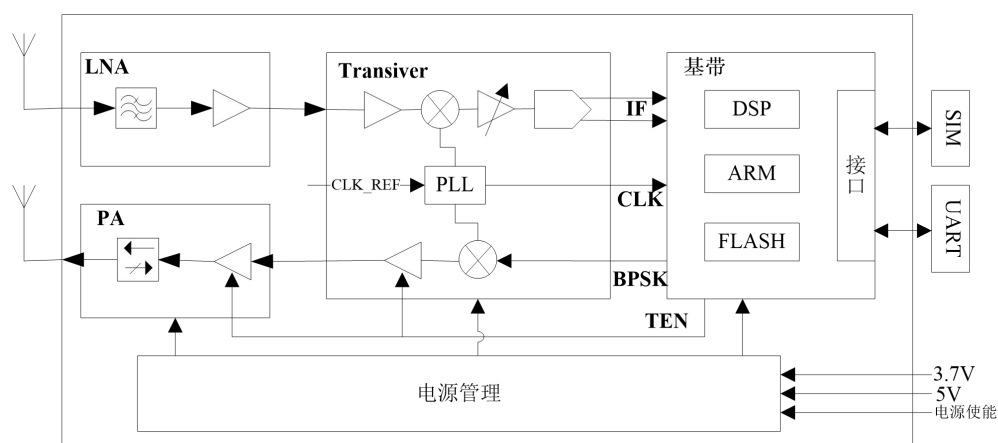 LNA
Transiver
基带
IF
DSP
SIM
ARM
接口
CLK_REF
PLL
CLK
UART
PA
FLASH
BPSK
TEN
电源管理
3.7V
5V
电源使能